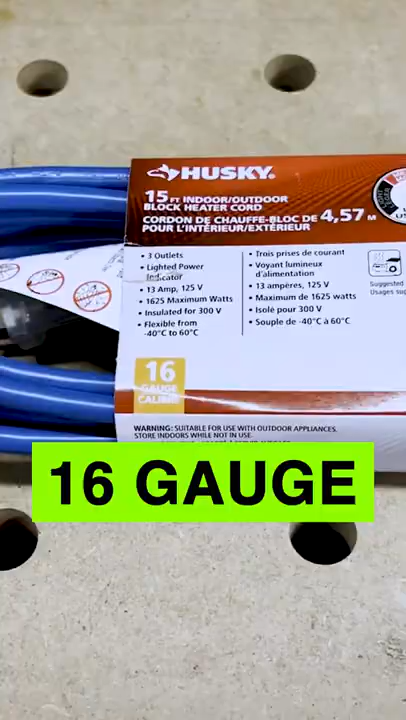 HUSKY®
15 FT INDOOR/OUTDOOR
BLOCK HEATER CORD
CORDON DE CHAUFFE-BLOC DE 4,57 M
POUR L'INTÉRIEUR/EXTÉRIEUR
• 3 Outlets
• Lighted Power
Indicator
• 13 Amp, 125 V
• 1625 Maximum Watts
• Insulated for 300 V
• Flexible from
-40°C to 60°C
• Trois prises de courant
• Voyant lumineux
d'alimentation
• 13 ampères, 125 V
• Maximum de 1625 watts
• Isolé pour 300 V
• Souple de -40°C à 60°C
Suggested
Usages
16
GAUGE
CALIBRE
WARNING: SUITABLE FOR USE WITH OUTDOOR APPLIANCES.
STORE INDOORS WHILE NOT IN USE.
16 GAUGE